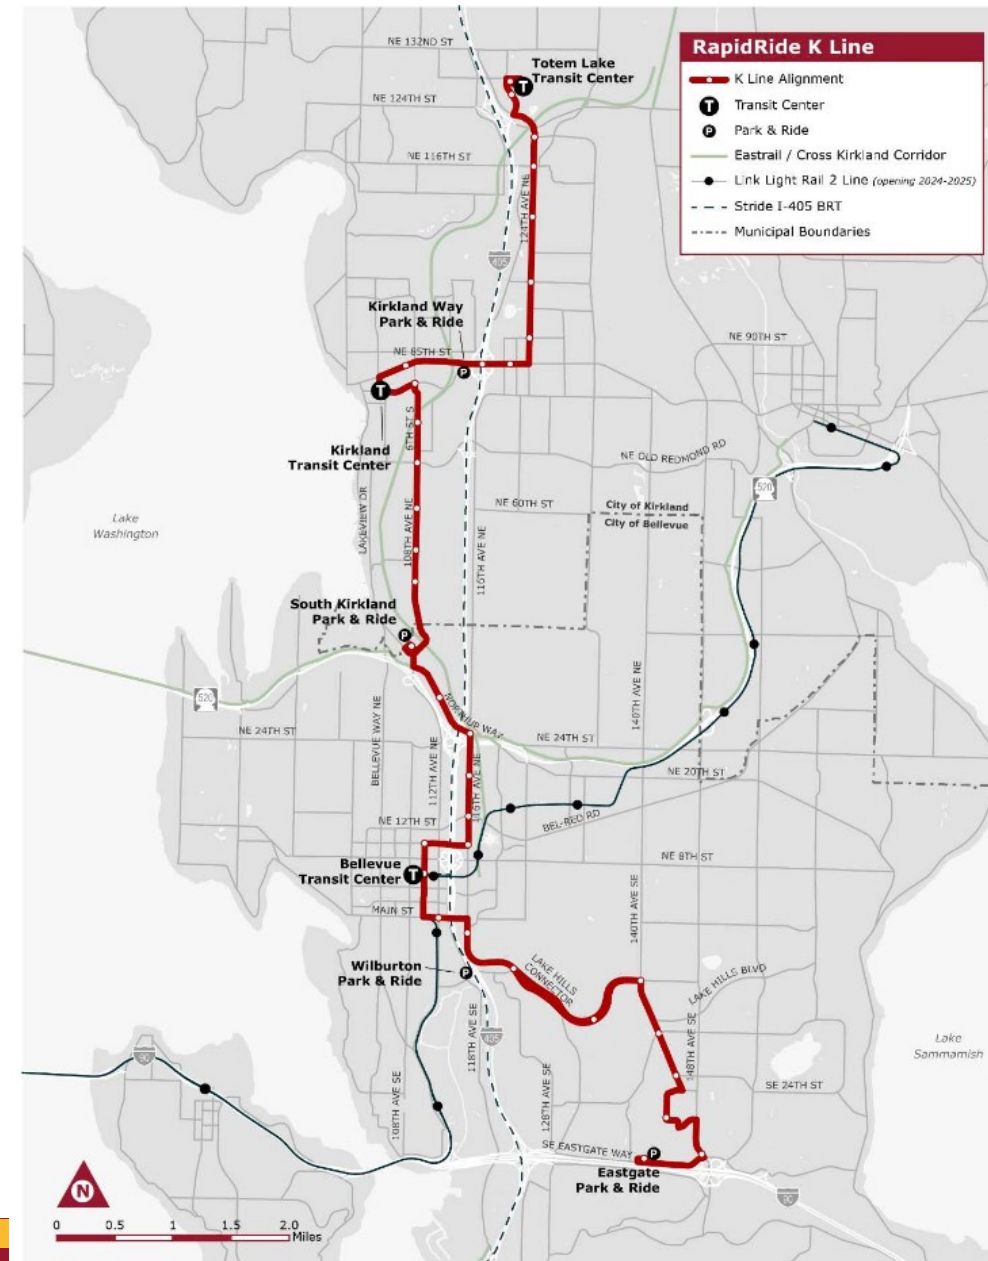 RapidRide K Line
K Line Alignment
T
Transit Center
P
Park & Ride
Eastrail / Cross Kirkland Corridor
Link Light Rail 2 Line (opening 2024-2025)
Stride I-405 BRT
Municipal Boundaries
NE 132ND ST
Totem Lake
Transit Center
T
NE 124TH ST
NE 116TH ST
124TH AVE NE
405
Kirkland Way
Park & Ride
P
NE 85TH ST
NE 90TH ST
T
Kirkland
Transit Center
6TH ST S
NE OLD REDMOND RD
520
LAKEVIEW DR
108TH AVE NE
NE 60TH ST
City of Kirkland
City of Bellevue
Lake
Washington
116TH AVE NE
South Kirkland
Park & Ride
P
520
NORTHUP WAY
140TH AVE NE
NE 24TH ST
NE 24TH ST
BELLEVUE WAY NE
112TH AVE NE
116TH AVE NE
NE 20TH ST
NE 12TH ST
BEL-RED RD
Bellevue
Transit Center
T
NE 8TH ST
MAIN ST
140TH AVE SE
Wilburton
Park & Ride
P
LAKE HILLS
CONNECTOR
LAKE HILLS BLVD
118TH AVE SE
405
148TH AVE SE
Lake
Sammamish
90
SE 24TH ST
108TH AVE SE
128TH AVE SE
SE EASTGATE WAY
P
Eastgate
Park & Ride
90
N
0 0.5 1 1.5 2.0
Miles